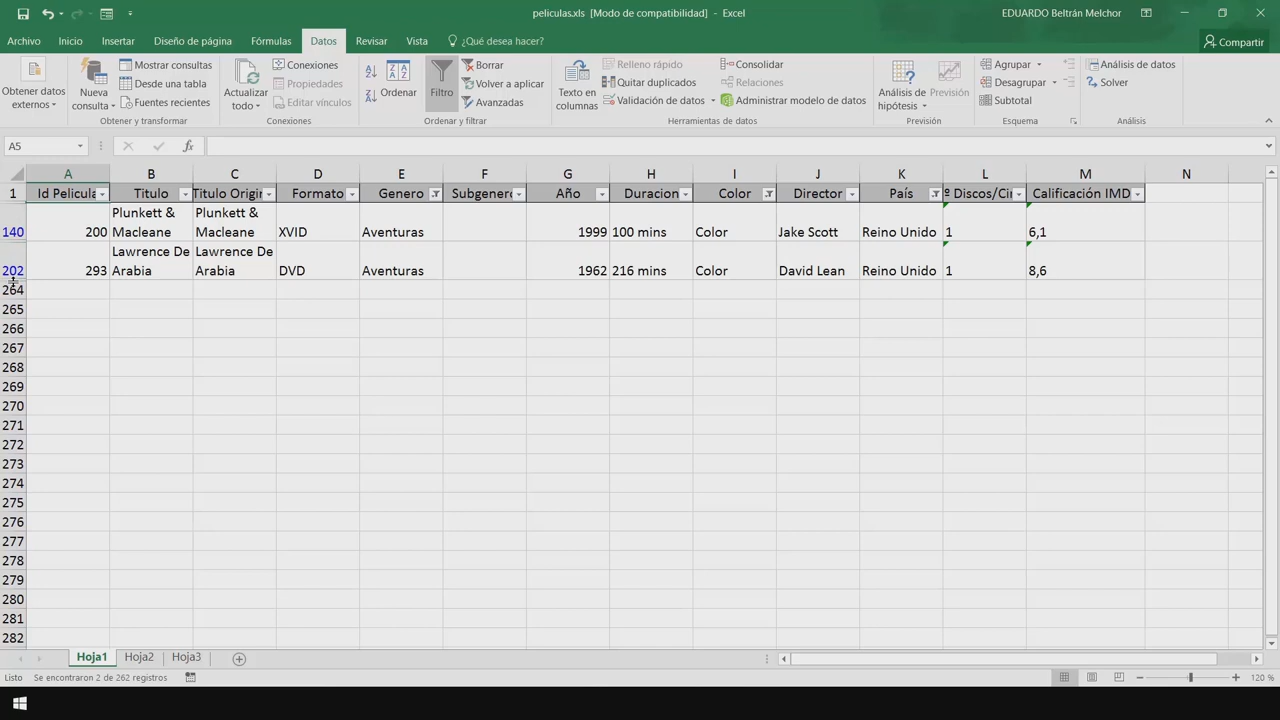 peliculas.xls [Modo de compatibilidad] - Excel
EDUARDO Beltrán Melchor
Archivo Inicio Insertar Diseño de página Fórmulas Datos Revisar Vista ¿Qué desea hacer? Compartir
Obtener datos externos
Nueva consulta
Mostrar consultas
Desde una tabla
Fuentes recientes
Obtener y transformar
Actualizar todo
Conexiones
Propiedades
Editar vínculos
Conexiones
Ordenar
Filtro
Borrar
Volver a aplicar
Avanzadas
Ordenar y filtrar
Texto en columnas
Relleno rápido
Quitar duplicados
Validación de datos
Consolidar
Relaciones
Administrar modelo de datos
Herramientas de datos
Análisis de hipótesis
Previsión
Previsión
Agrupar
Desagrupar
Subtotal
Esquema
Análisis de datos
Solver
Análisis
A5 fx
A B C D E F G H I J K L M N
1 Id Pelicula Titulo Titulo Origin Formato Genero Subgenero Año Duracion Color Director País º Discos/Cin Calificación IMD
Plunkett & Plunkett &
140 200 Macleane Macleane XVID Aventuras 1999 100 mins Color Jake Scott Reino Unido 1 6,1
Lawrence De Lawrence De
202 293 Arabia Arabia DVD Aventuras 1962 216 mins Color David Lean Reino Unido 1 8,6
264
265
266
267
268
269
270
271
272
273
274
275
276
277
278
279
280
281
282
Hoja1 Hoja2 Hoja3
Listo Se encontraron 2 de 262 registros 120 %